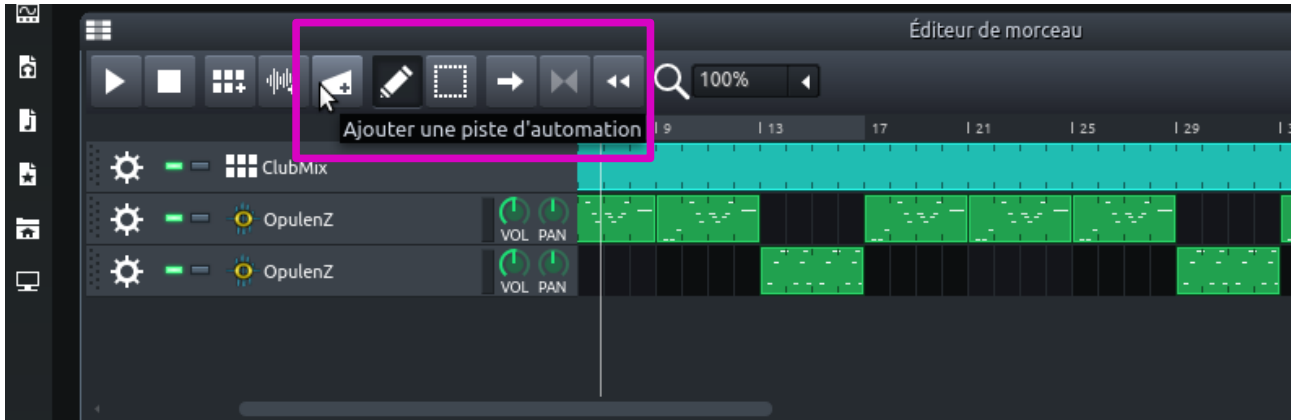 Éditeur de morceau
100%
Ajouter une piste d'automation
9 13 17 21 25 29
ClubMix
OpulenZ
VOL PAN
OpulenZ
VOL PAN